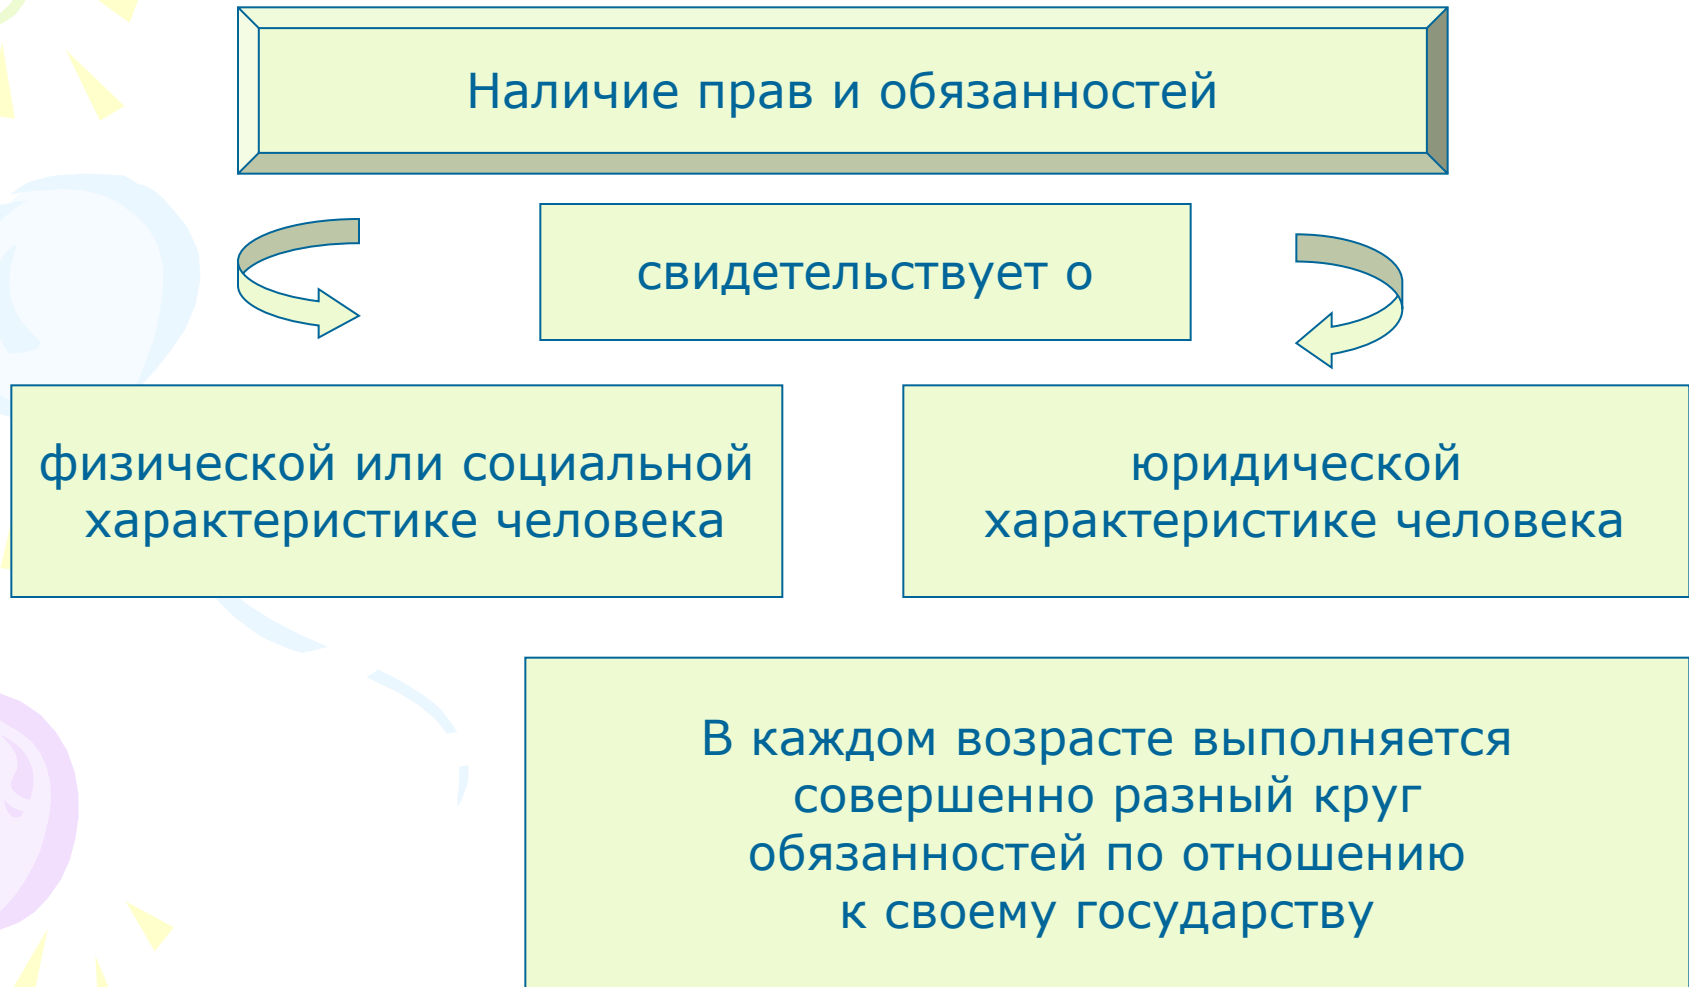 Наличие прав и обязанностей
свидетельствует о
физической или социальной
характеристике человека
юридической
характеристике человека
В каждом возрасте выполняется
совершенно разный круг
обязанностей по отношению
к своему государству